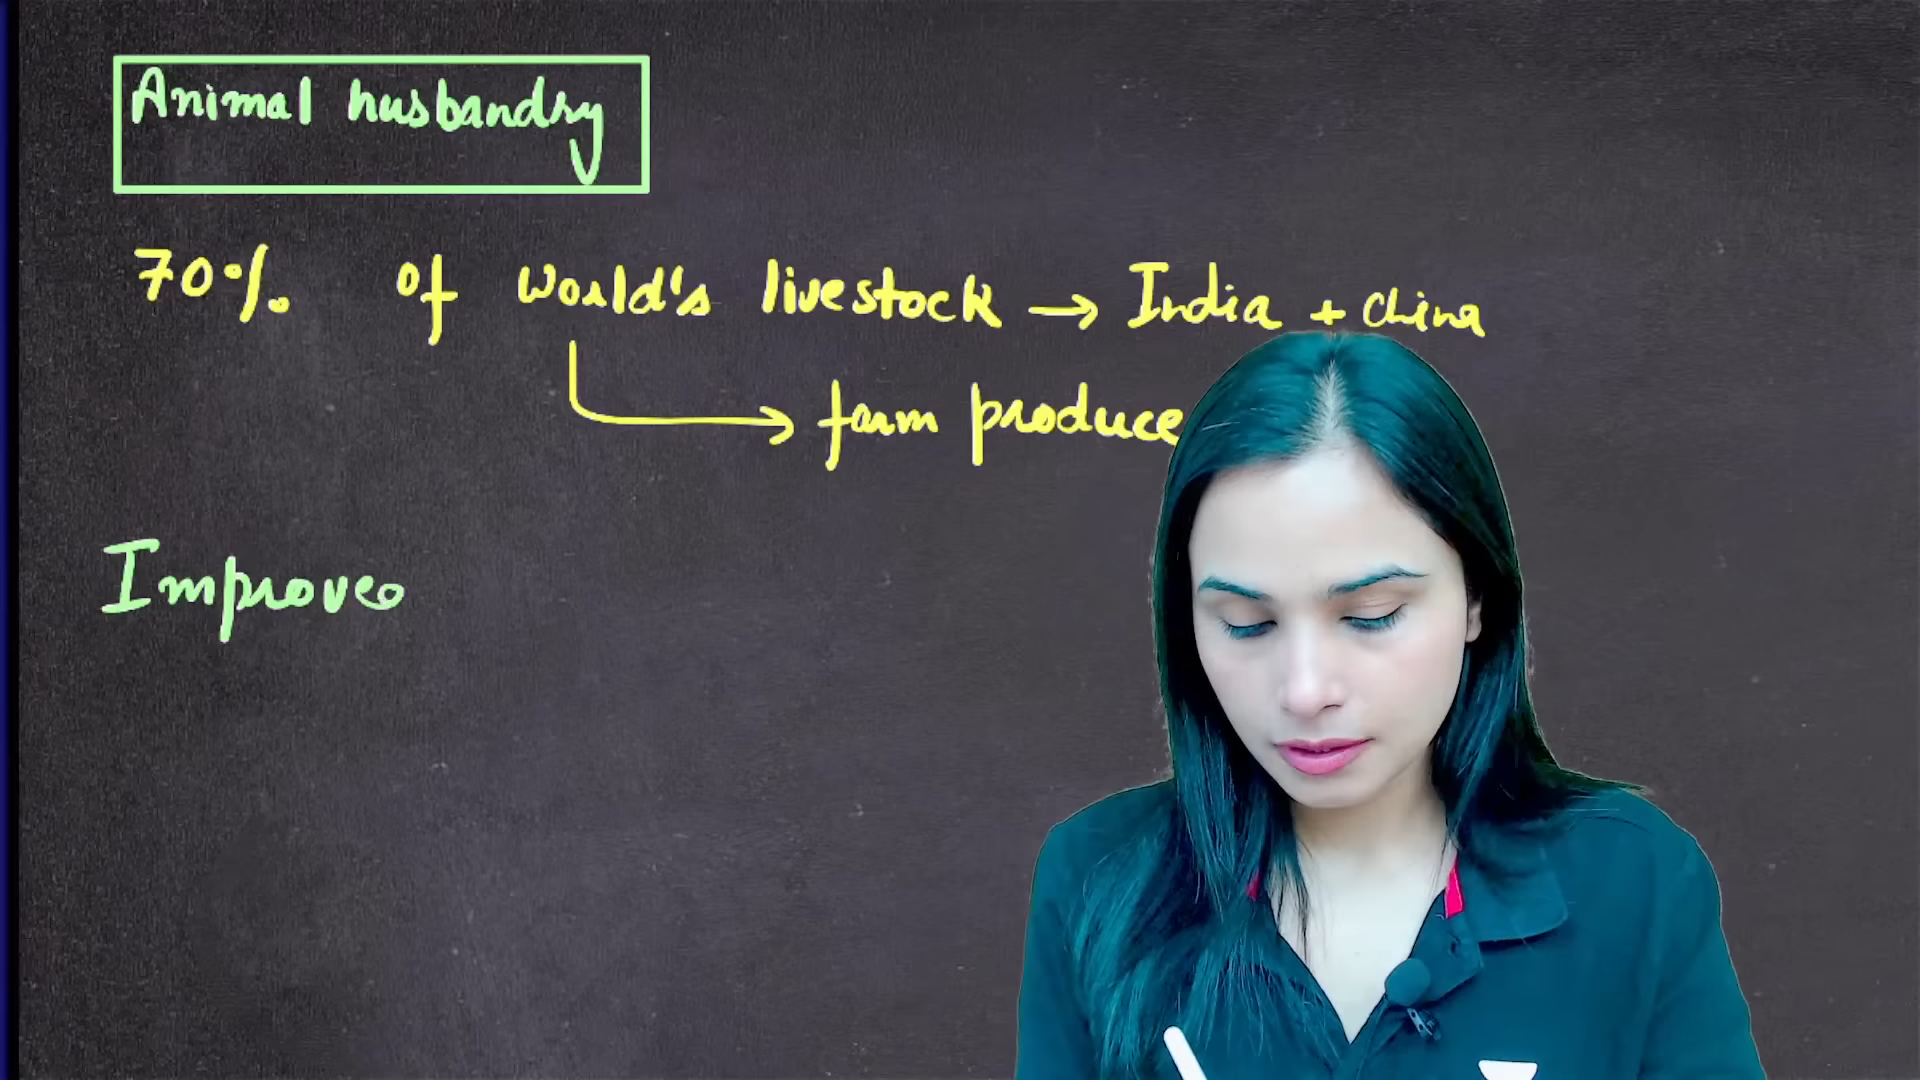 Animal husbandry
70% of world's livestock → India + China
→ farm produce
Improve